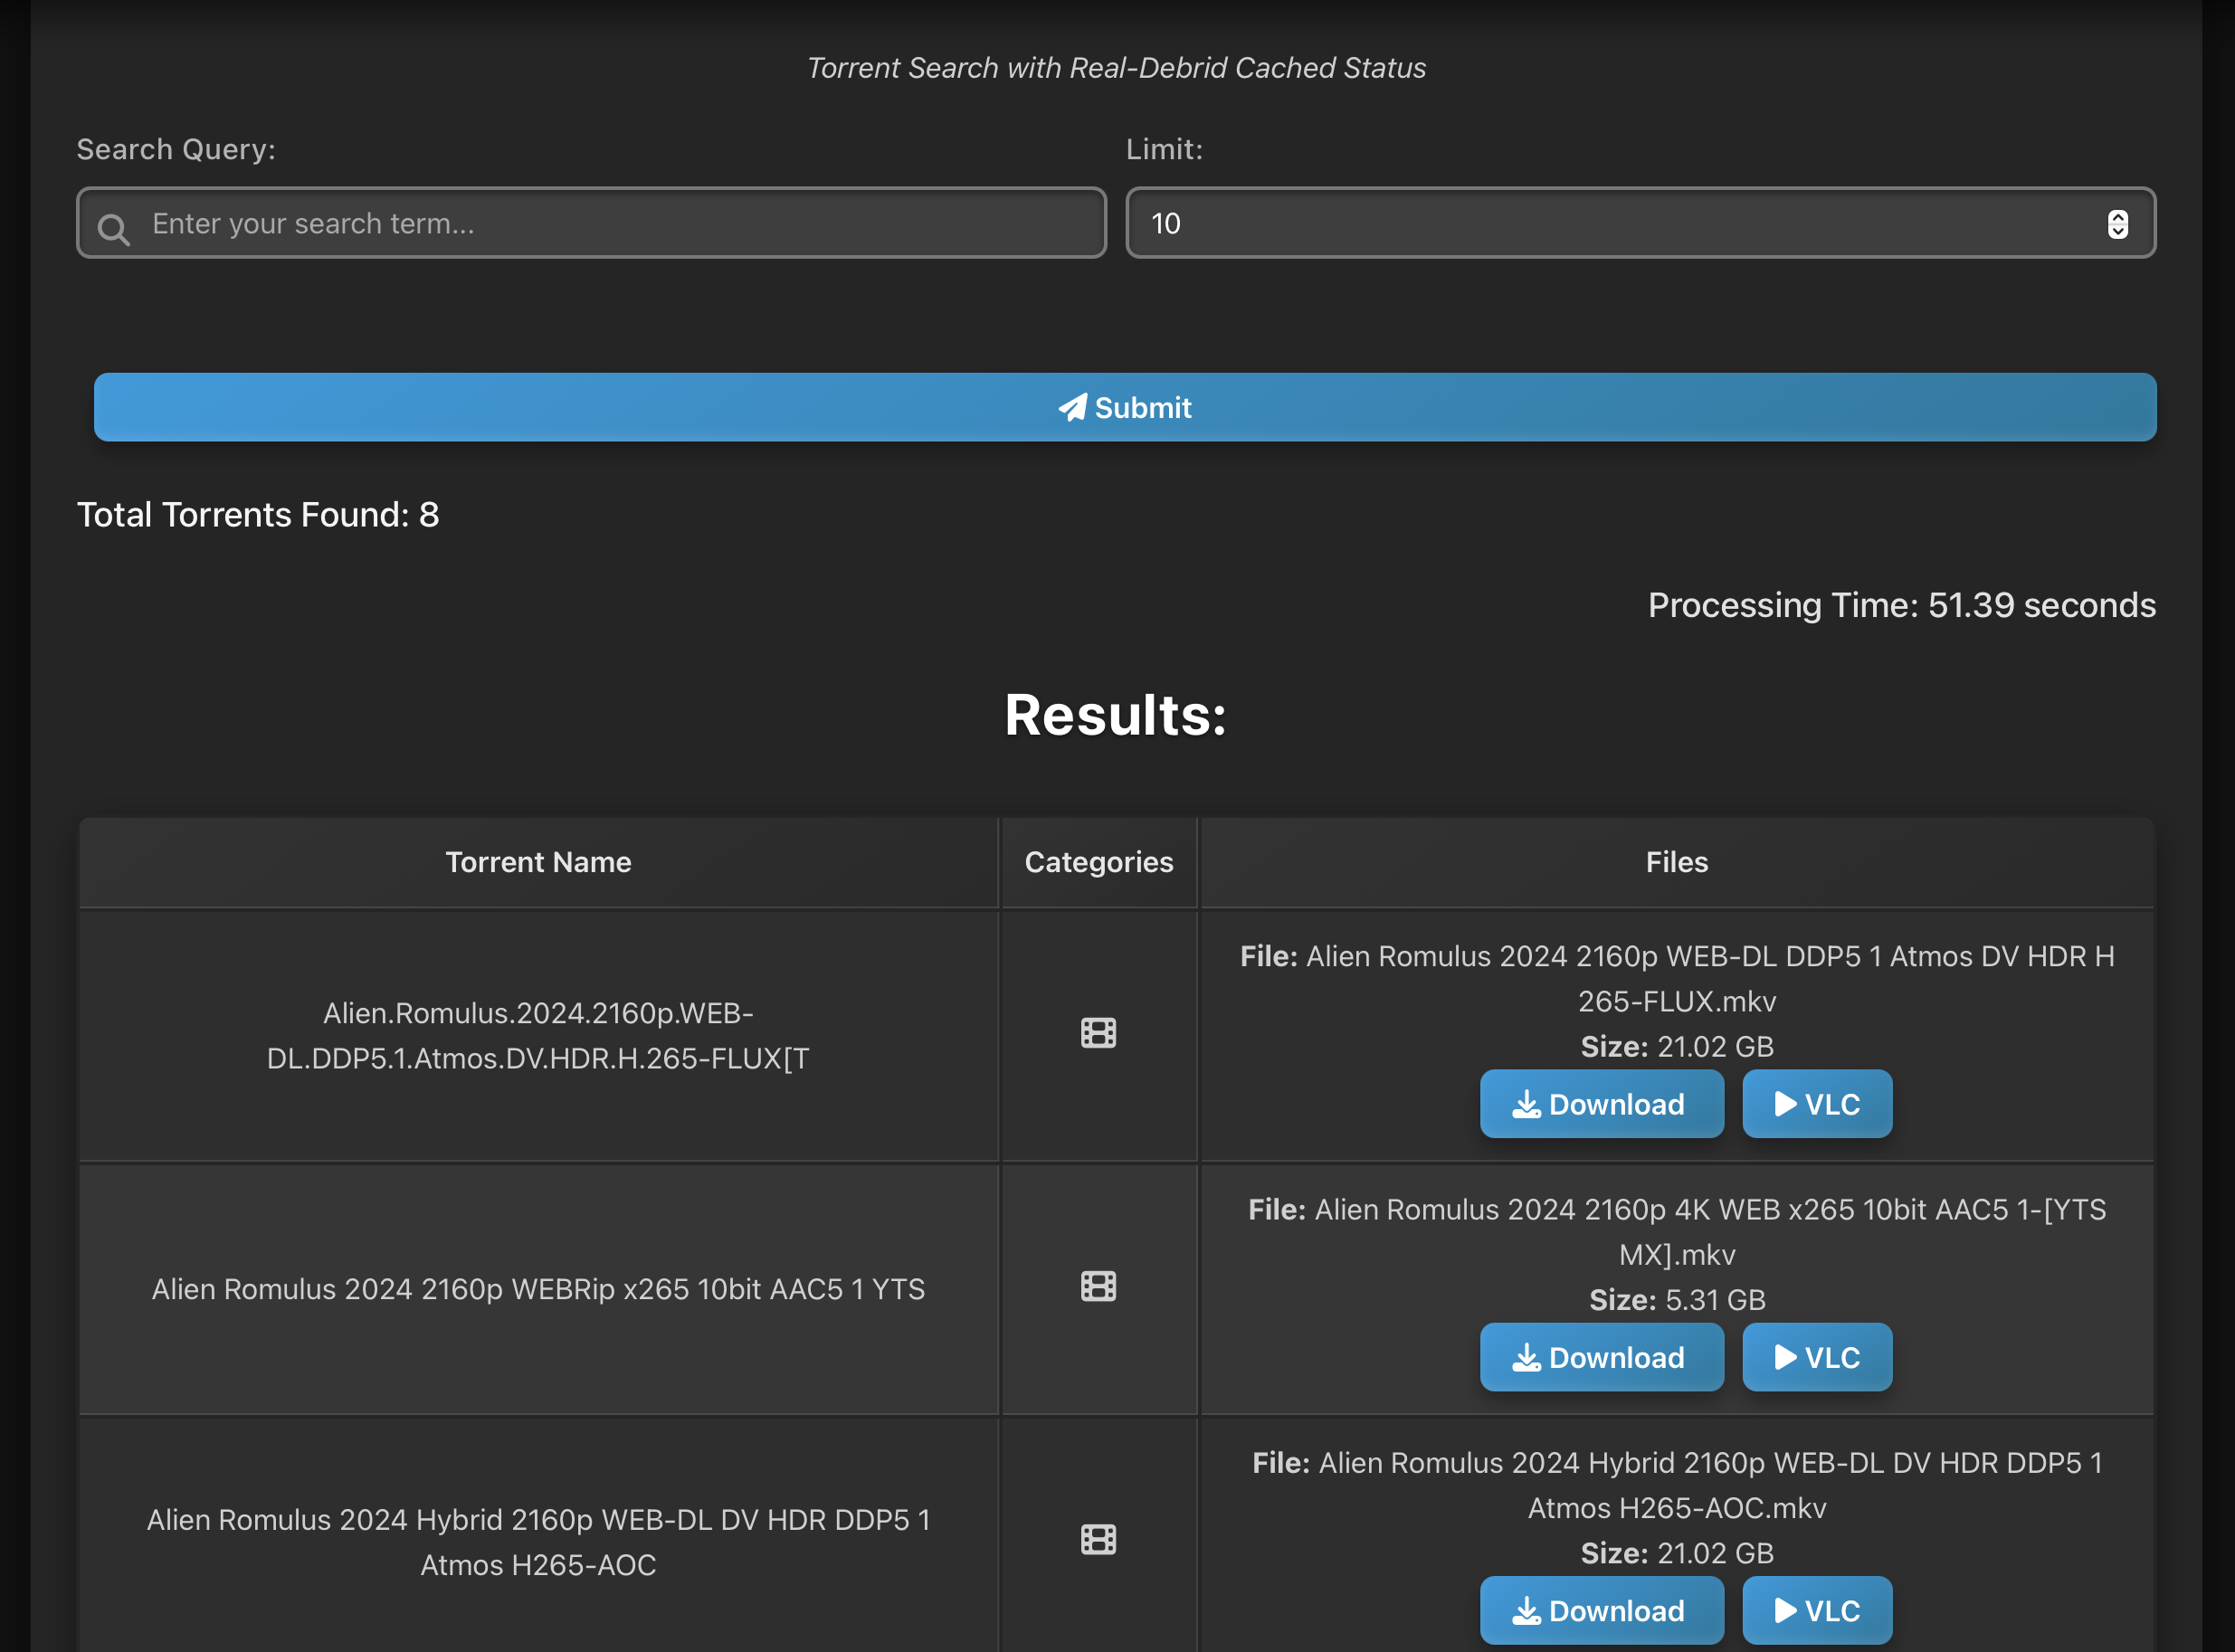 Torrent Search with Real-Debrid Cached Status
Search Query:
Limit:
Enter your search term...
10
Submit
Total Torrents Found: 8
Processing Time: 51.39 seconds
Results:
Torrent Name
Categories
Files
Alien.Romulus.2024.2160p.WEB-
DL.DDP5.1.Atmos.DV.HDR.H.265-FLUX[T
File: Alien Romulus 2024 2160p WEB-DL DDP5 1 Atmos DV HDR H
265-FLUX.mkv
Size: 21.02 GB
Download
VLC
Alien Romulus 2024 2160p WEBRip x265 10bit AAC5 1 YTS
File: Alien Romulus 2024 2160p 4K WEB x265 10bit AAC5 1-[YTS
MX].mkv
Size: 5.31 GB
Download
VLC
Alien Romulus 2024 Hybrid 2160p WEB-DL DV HDR DDP5 1
Atmos H265-AOC
File: Alien Romulus 2024 Hybrid 2160p WEB-DL DV HDR DDP5 1
Atmos H265-AOC.mkv
Size: 21.02 GB
Download
VLC